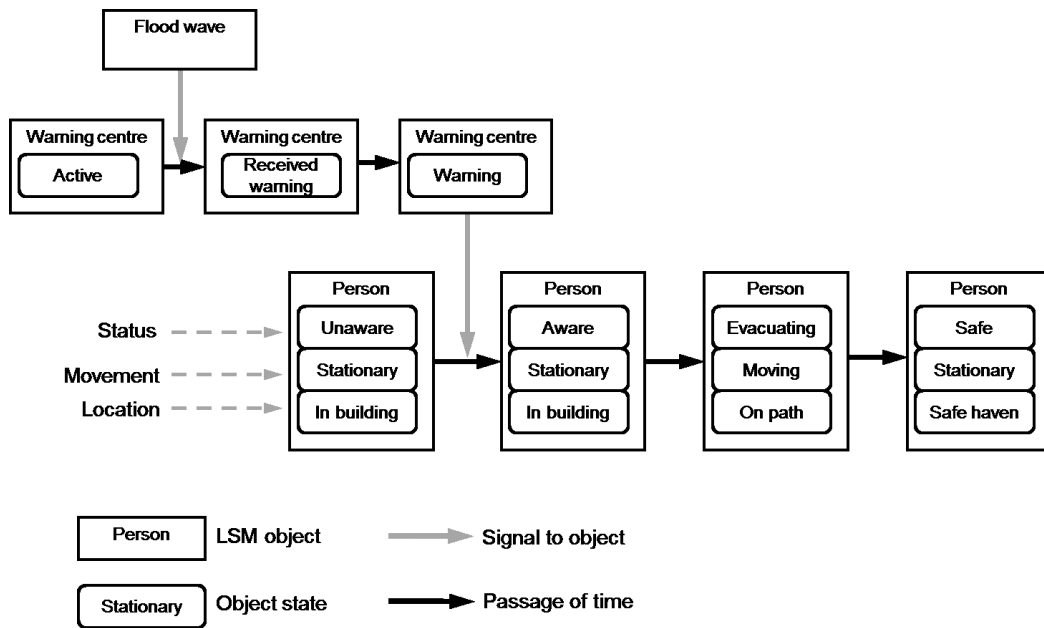 Flood wave
Warning centre
Active
Warning centre
Received
warning
Warning centre
Warning
Status
Movement
Location
Person
Unaware
Stationary
In building
Person
Aware
Stationary
In building
Person
Evacuating
Moving
On path
Person
Safe
Stationary
Safe haven
Person
LSM object
Signal to object
Stationary
Object state
Passage of time